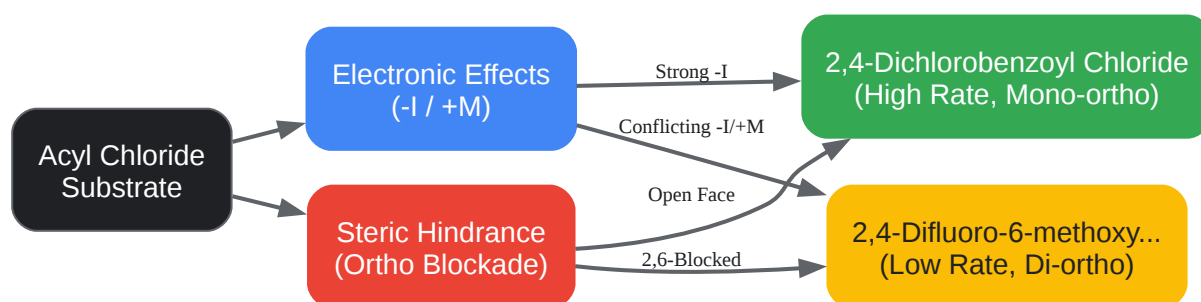 Acyl Chloride
Substrate
Electronic Effects
(-I / +M)
Steric Hindrance
(Ortho Blockade)
Strong -I
Conflicting -I/+M
Open Face
2,6-Blocked
2,4-Dichlorobenzoyl Chloride
(High Rate, Mono-ortho)
2,4-Difluoro-6-methoxy...
(Low Rate, Di-ortho)